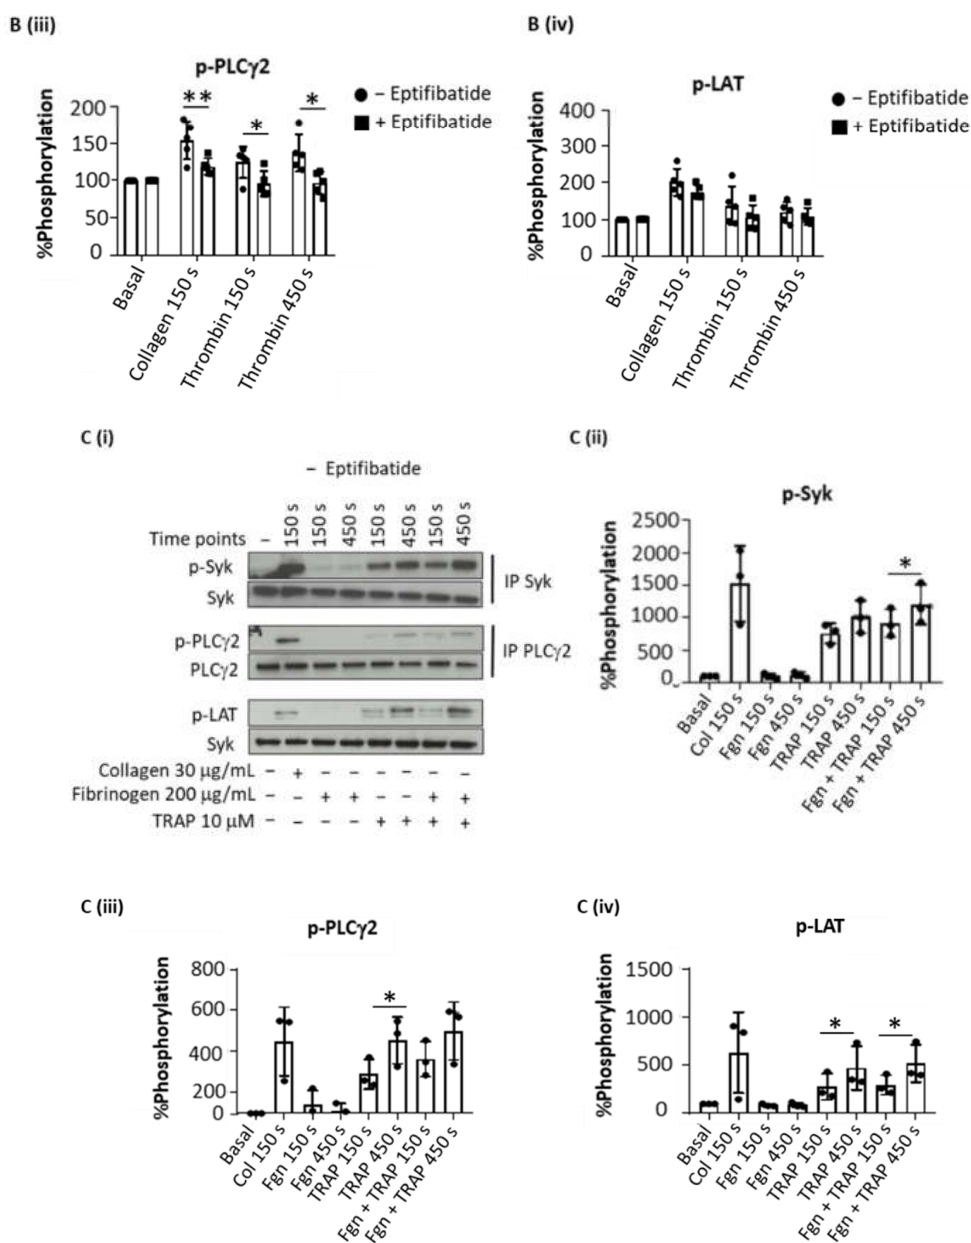 B (iii)
p-PLCγ2
%Phosphorylation
200
150
100
50
0
** * *
– Eptifibatide
+ Eptifibatide
Basal
Collagen 150 s
Thrombin 150 s
Thrombin 450 s
B (iv)
p-LAT
%Phosphorylation
400
300
200
100
0
– Eptifibatide
+ Eptifibatide
Basal
Collagen 150 s
Thrombin 150 s
Thrombin 450 s
C (i)
– Eptifibatide
Time points – 150 s 150 s 450 s 150 s 450 s 150 s 450 s
p-Syk
Syk
IP Syk
p-PLCγ2
PLCγ2
IP PLCγ2
p-LAT
Syk
Collagen 30 μg/mL – + – – – – – –
Fibrinogen 200 μg/mL – – + + – – + +
TRAP 10 μM – – – – + + + +
C (ii)
p-Syk
%Phosphorylation
2500
2000
1500
1000
500
0
*
Basal
Col 150 s
Fgn 150 s
Fgn 450 s
TRAP 150 s
TRAP 450 s
Fgn + TRAP 150 s
Fgn + TRAP 450 s
C (iii)
p-PLCγ2
%Phosphorylation
800
600
400
200
0
*
Basal
Col 150 s
Fgn 150 s
Fgn 450 s
TRAP 150 s
TRAP 450 s
Fgn + TRAP 150 s
Fgn + TRAP 450 s
C (iv)
p-LAT
%Phosphorylation
1500
1000
500
0
* *
Basal
Col 150 s
Fgn 150 s
Fgn 450 s
TRAP 150 s
TRAP 450 s
Fgn + TRAP 150 s
Fgn + TRAP 450 s